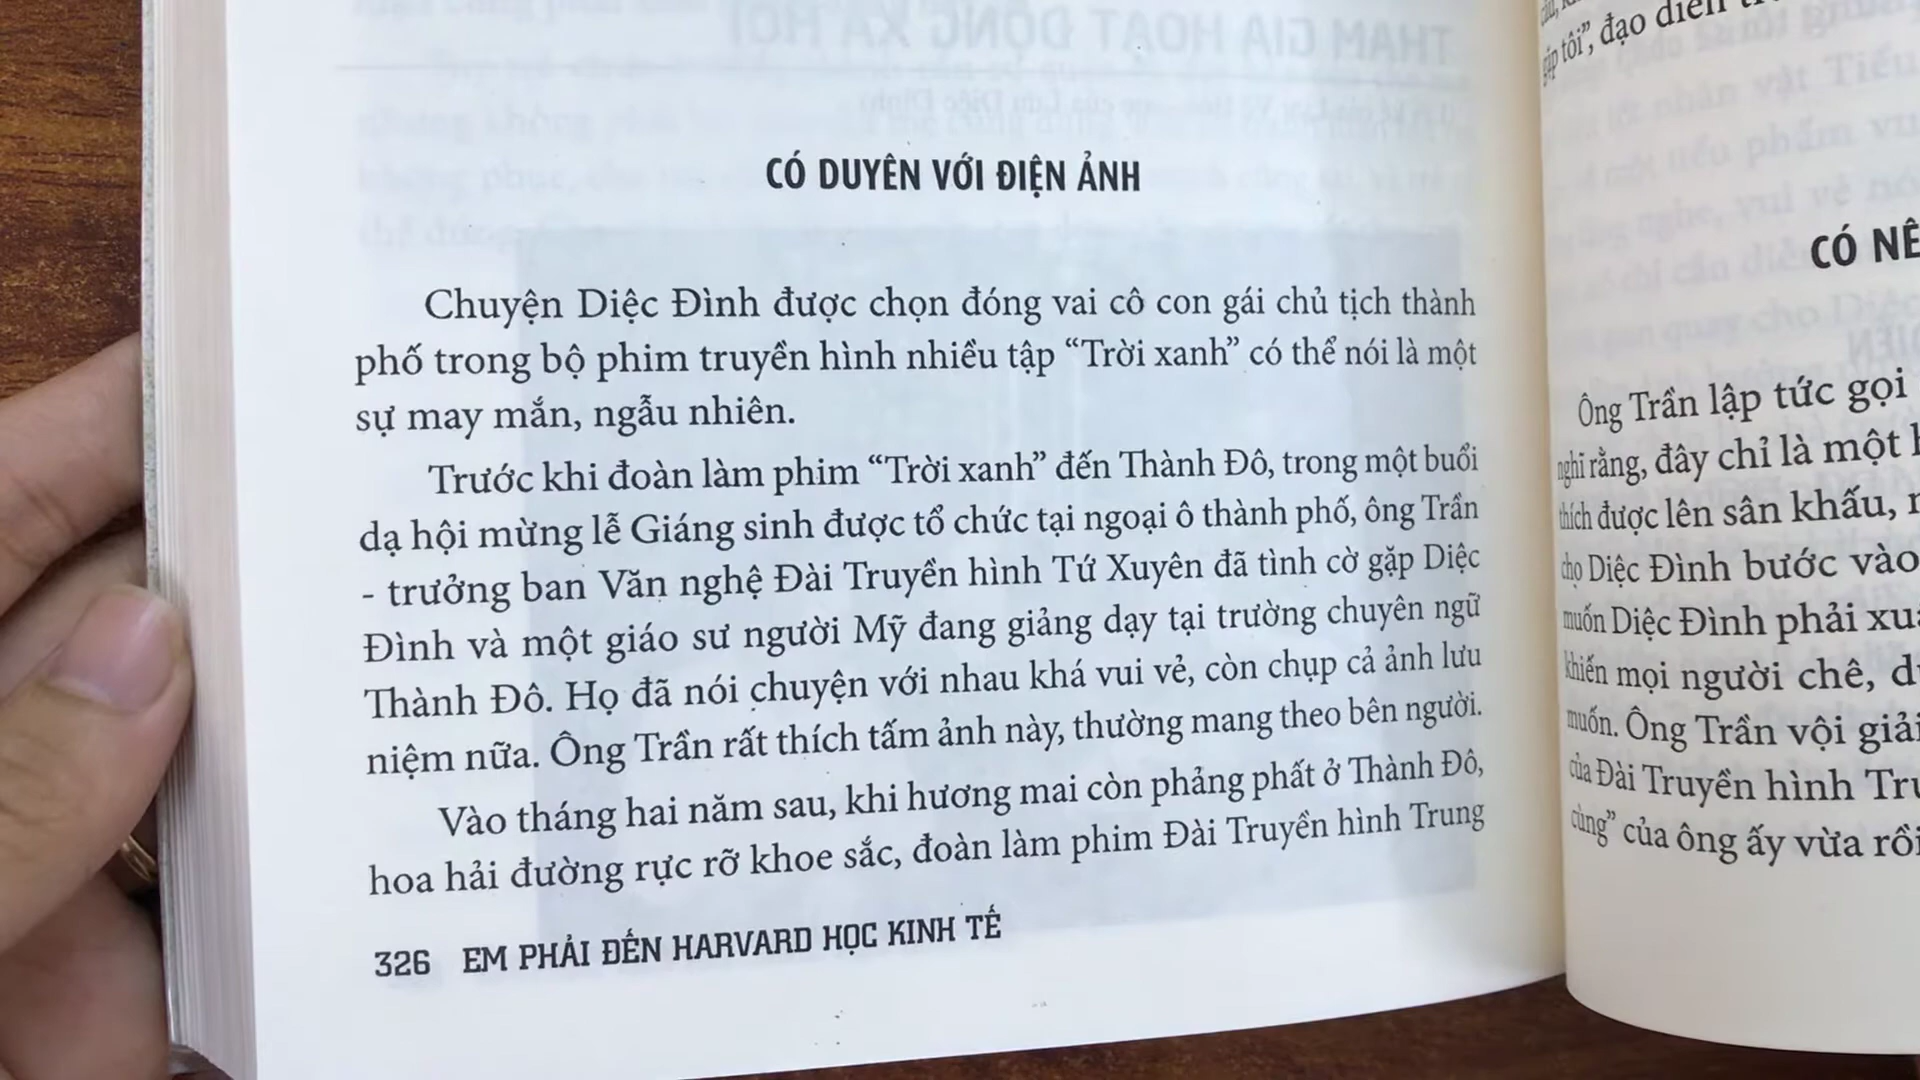 CÓ DUYÊN VỚI ĐIỆN ẢNH
Chuyện Diệc Đình được chọn đóng vai cô con gái chủ tịch thành
phố trong bộ phim truyền hình nhiều tập “Trời xanh” có thể nói là một
sự may mắn, ngẫu nhiên.
Trước khi đoàn làm phim “Trời xanh” đến Thành Đô, trong một buổi
dạ hội mừng lễ Giáng sinh được tổ chức tại ngoại ô thành phố, ông Trần
- trưởng ban Văn nghệ Đài Truyền hình Tứ Xuyên đã tình cờ gặp Diệc
Đình và một giáo sư người Mỹ đang giảng dạy tại trường chuyên ngữ
Thành Đô. Họ đã nói chuyện với nhau khá vui vẻ, còn chụp cả ảnh lưu
niệm nữa. Ông Trần rất thích tấm ảnh này, thường mang theo bên người.
Vào tháng hai năm sau, khi hương mai còn phảng phất ở Thành Đô,
hoa hải đường rực rỡ khoe sắc, đoàn làm phim Đài Truyền hình Trung
326 EM PHẢI ĐẾN HARVARD HỌC KINH TẾ
gặp tôi”, đạo diễn
CÓ NÊ
Ông Trần lập tức gọi
nghĩ rằng, đây chỉ là một
thích được lên sân khấu,
cho Diệc Đình bước vào
muốn Diệc Đình phải xu
khiến mọi người chê, d
muốn. Ông Trần vội giải
của Đài Truyền hình Tru
cùng” của ông ấy vừa rồi